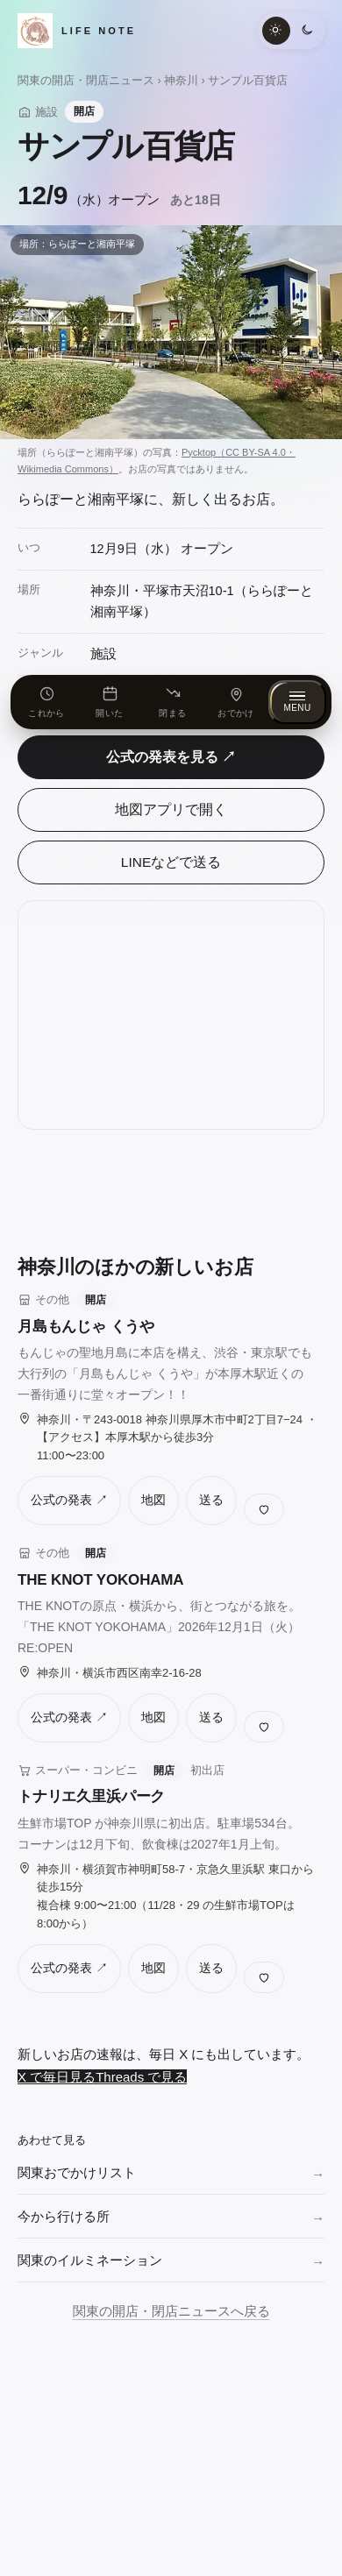 LIFE NOTE
関東の開店・閉店ニュース › 神奈川 › サンプル百貨店
施設 開店
サンプル百貨店
12/9（水）オープン あと18日
場所：ららぽーと湘南平塚
場所（ららぽーと湘南平塚）の写真：Pycktop（CC BY-SA 4.0・
Wikimedia Commons）。お店の写真ではありません。
ららぽーと湘南平塚に、新しく出るお店。
いつ 12月9日（水） オープン
場所 神奈川・平塚市天沼10-1（ららぽーと
湘南平塚）
ジャンル 施設
これから 開いた 閉まる おでかけ MENU
公式の発表を見る ↗
地図アプリで開く
LINEなどで送る
神奈川のほかの新しいお店
その他 開店
月島もんじゃ くうや
もんじゃの聖地月島に本店を構え、渋谷・東京駅でも
大行列の「月島もんじゃ くうや」が本厚木駅近くの
一番街通りに堂々オープン！！
神奈川・〒243-0018 神奈川県厚木市中町2丁目7−24 ・
【アクセス】本厚木駅から徒歩3分
11:00〜23:00
公式の発表 ↗ 地図 送る
その他 開店
THE KNOT YOKOHAMA
THE KNOTの原点・横浜から、街とつながる旅を。
「THE KNOT YOKOHAMA」2026年12月1日（火）
RE:OPEN
神奈川・横浜市西区南幸2-16-28
公式の発表 ↗ 地図 送る
スーパー・コンビニ 開店 初出店
トナリエ久里浜パーク
生鮮市場TOP が神奈川県に初出店。駐車場534台。
コーナンは12月下旬、飲食棟は2027年1月上旬。
神奈川・横須賀市神明町58-7・京急久里浜駅 東口から
徒歩15分
複合棟 9:00〜21:00（11/28・29 の生鮮市場TOPは
8:00から）
公式の発表 ↗ 地図 送る
新しいお店の速報は、毎日 X にも出しています。
X で毎日見るThreads で見る
あわせて見る
関東おでかけリスト →
今から行ける所 →
関東のイルミネーション →
関東の開店・閉店ニュースへ戻る